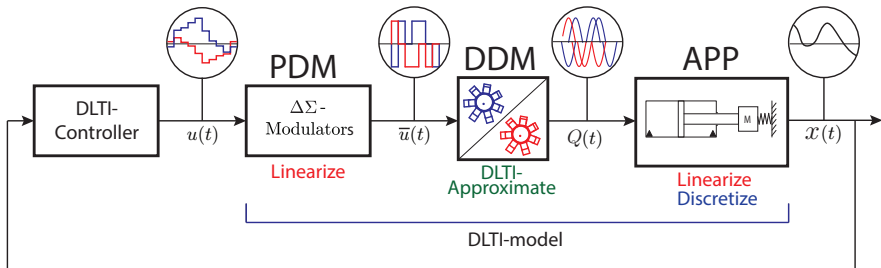 PDM
DDM
APP
DLTI-
Controller
u(t)
ΔΣ-
Modulators
u̅(t)
Q(t)
M
x(t)
Linearize
DLTI-
Approximate
Linearize
Discretize
DLTI-model